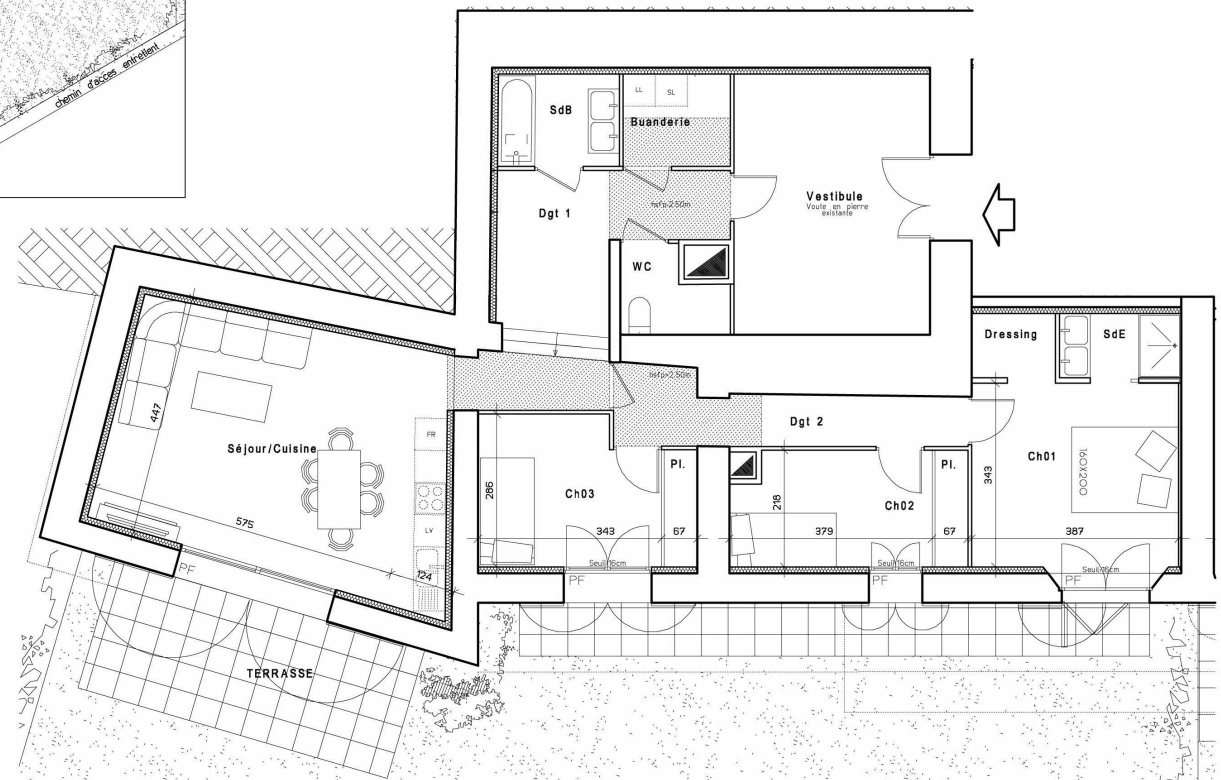 chemin d'acces entretient
SdB
LL
SL
Buanderie
Vestibule
Voute en pierre
existante
Dgt 1
hsfp=2.50m
WC
Dressing
SdE
hsfp=2.50m
FR
447
Séjour/Cuisine
Dgt 2
Pl.
Pl.
343
Ch01
160X200
286
Ch03
218
Ch02
LV
575
343
67
379
67
387
124
Seuil 16cm
Seuil 16cm
Seuil 16cm
PF
PF
PF
PF
TERRASSE